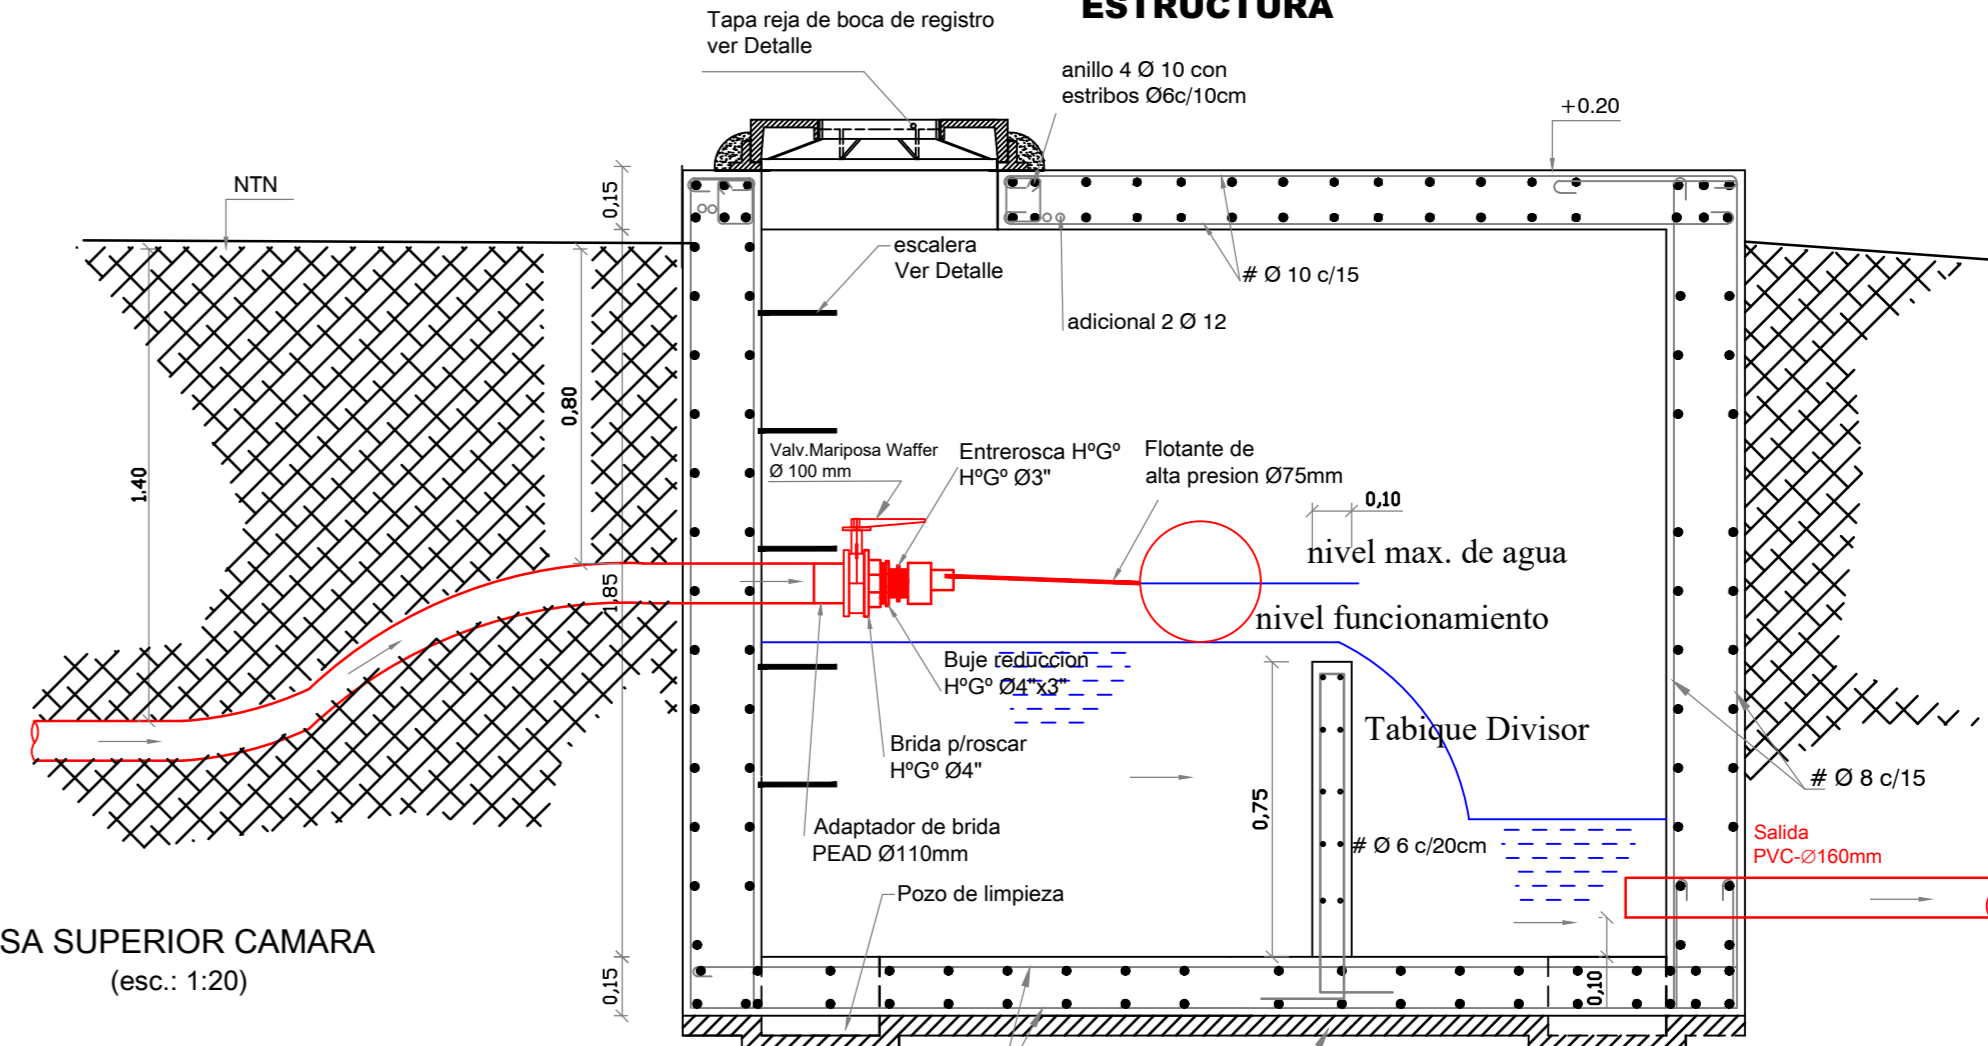 ESTRUCTURA
Tapa reja de boca de registro
ver Detalle
anillo 4 Ø 10 con
estribos Ø6c/10cm
+0.20
NTN
0,15
escalera
Ver Detalle
# Ø 10 c/15
adicional 2 Ø 12
0,80
1.40
1,85
Valv.Mariposa Waffer
Ø 100 mm
Entrerosca HºGº
HºGº Ø3"
Flotante de
alta presion Ø75mm
0,10
nivel max. de agua
nivel funcionamiento
Buje reduccion
HºGº Ø4"x3"
Tabique Divisor
Brida p/roscar
HºGº Ø4"
# Ø 8 c/15
0,75
Adaptador de brida
PEAD Ø110mm
# Ø 6 c/20cm
Salida
PVC-Ø160mm
Pozo de limpieza
SA SUPERIOR CAMARA
(esc.: 1:20)
0,15
0,10